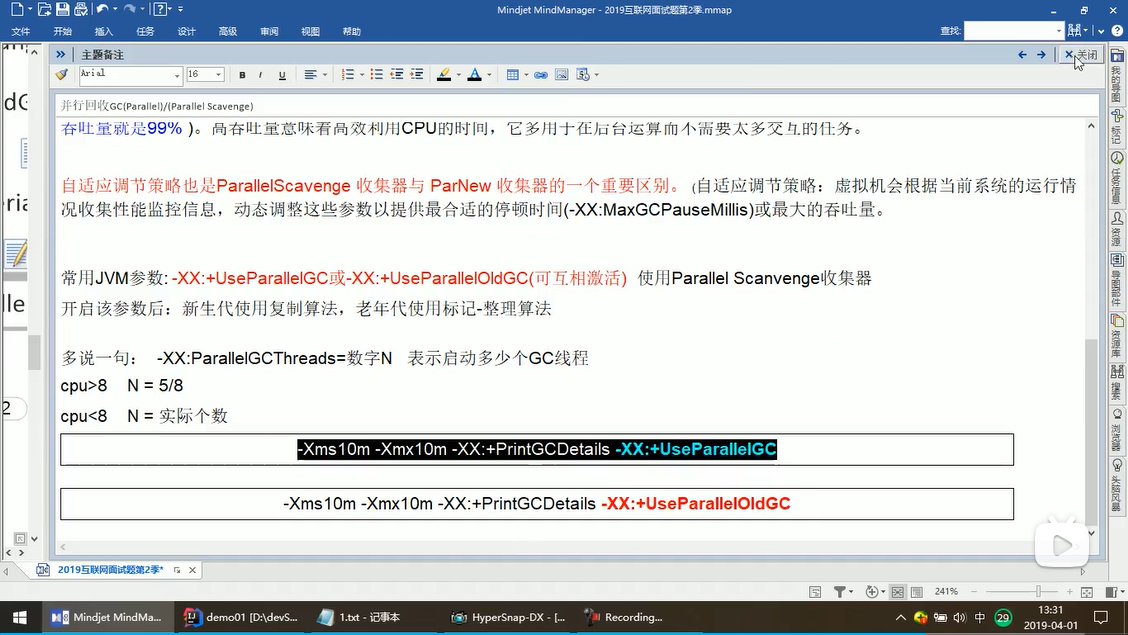 Mindjet MindManager - 2019互联网面试题第2季.mmap
文件 开始 插入 任务 设计 高级 审阅 视图 帮助 查找:
主题备注 关闭
Arial 16 B I U A
并行回收GC(Parallel)/(Parallel Scavenge)
吞吐量就是99% )。高吞吐量意味着高效利用CPU的时间，它多用于在后台运算而不需要太多交互的任务。
自适应调节策略也是ParallelScavenge 收集器与 ParNew 收集器的一个重要区别。(自适应调节策略：虚拟机会根据当前系统的运行情
况收集性能监控信息，动态调整这些参数以提供最合适的停顿时间(-XX:MaxGCPauseMillis)或最大的吞吐量。
常用JVM参数: -XX:+UseParallelGC或-XX:+UseParallelOldGC(可互相激活) 使用Parallel Scanvenge收集器
开启该参数后：新生代使用复制算法，老年代使用标记-整理算法
多说一句： -XX:ParallelGCThreads=数字N 表示启动多少个GC线程
cpu>8 N = 5/8
cpu<8 N = 实际个数
-Xms10m -Xmx10m -XX:+PrintGCDetails -XX:+UseParallelGC
-Xms10m -Xmx10m -XX:+PrintGCDetails -XX:+UseParallelOldGC
我的导图
标记
任务信息
资源
导图部件
资源库
搜索
浏览器
头脑风暴
2019互联网面试题第2季*
241%
Mindjet MindMa... demo01 [D:\devS... 1.txt - 记事本 HyperSnap-DX - [... Recording...
中 29 13:31
2019-04-01